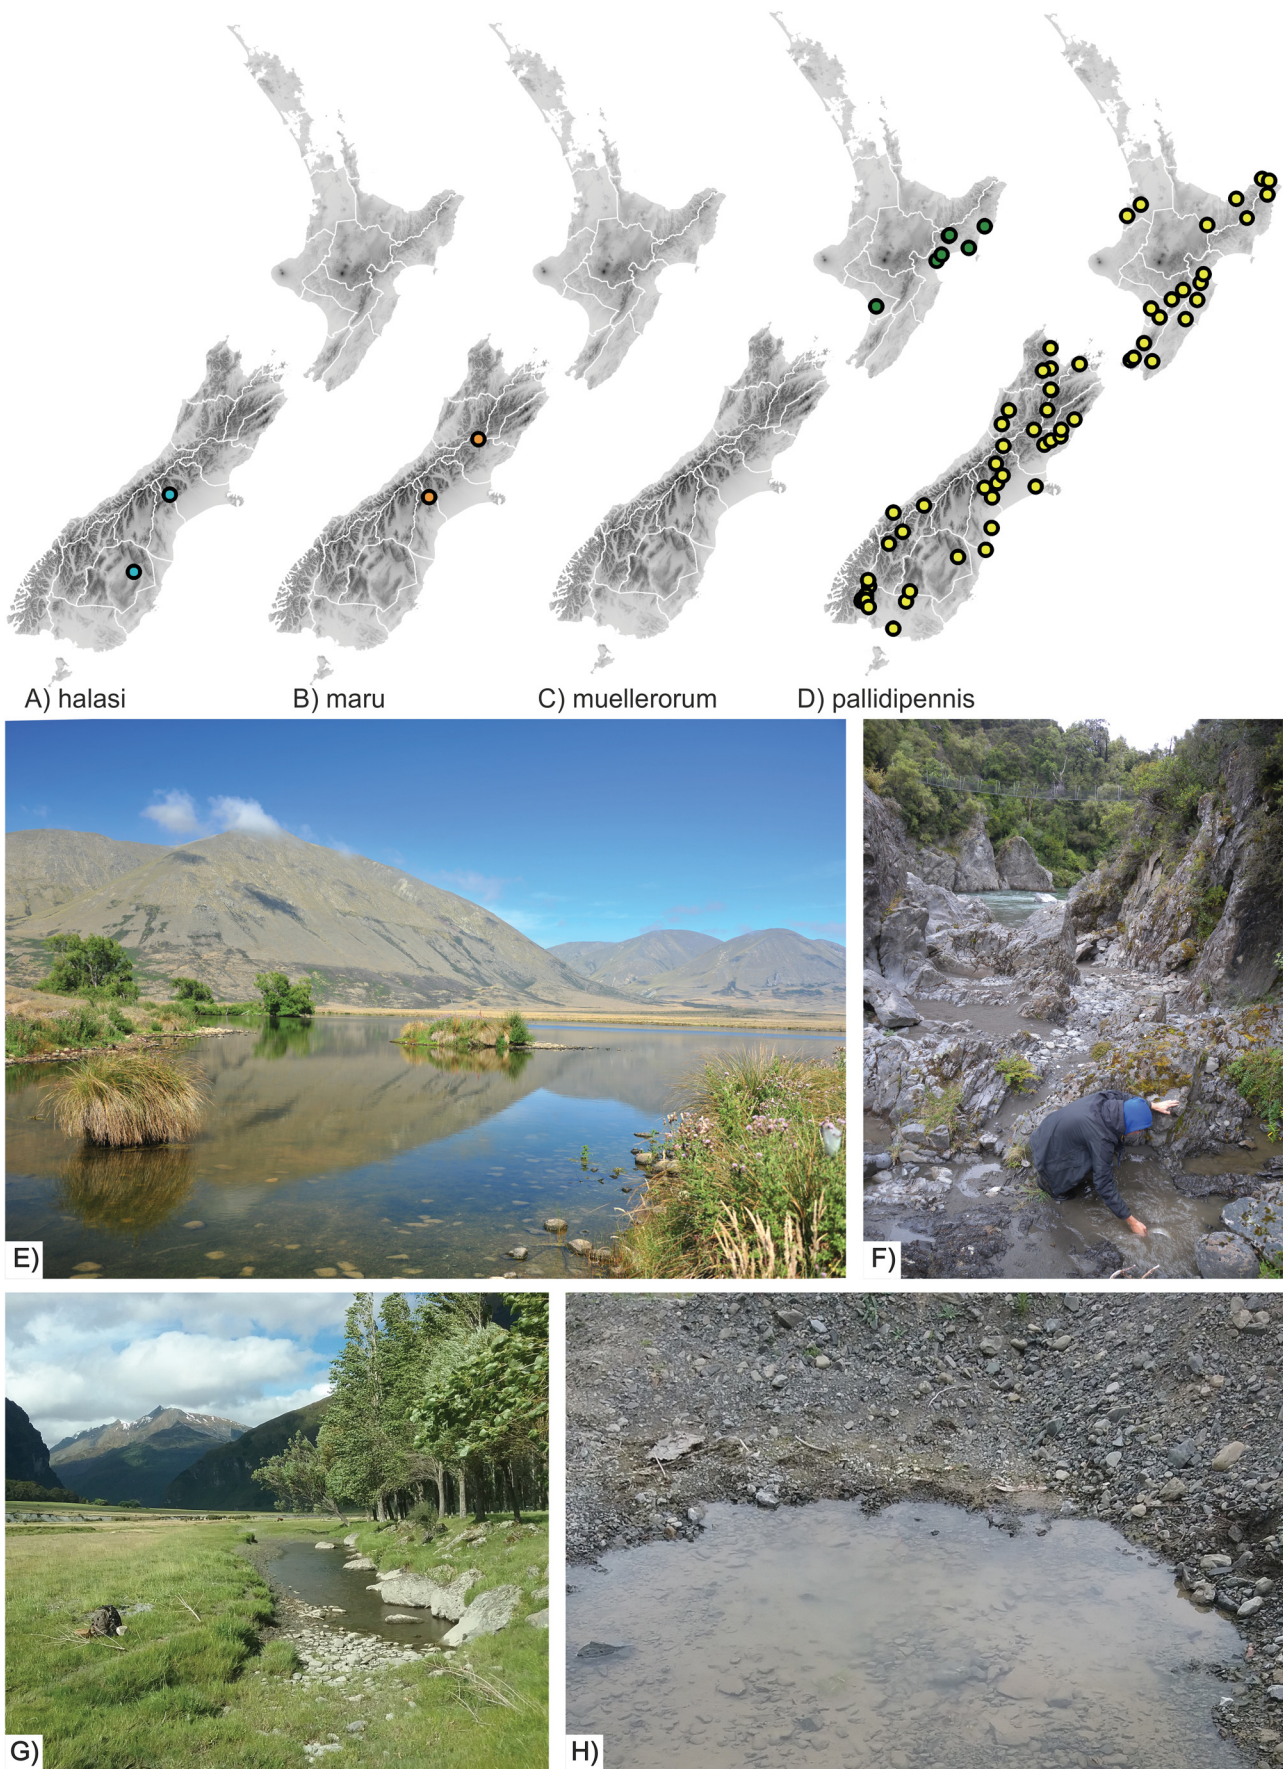 A) halasi
B) maru
C) muellerorum
D) pallidipennis
E)
F)
G)
H)